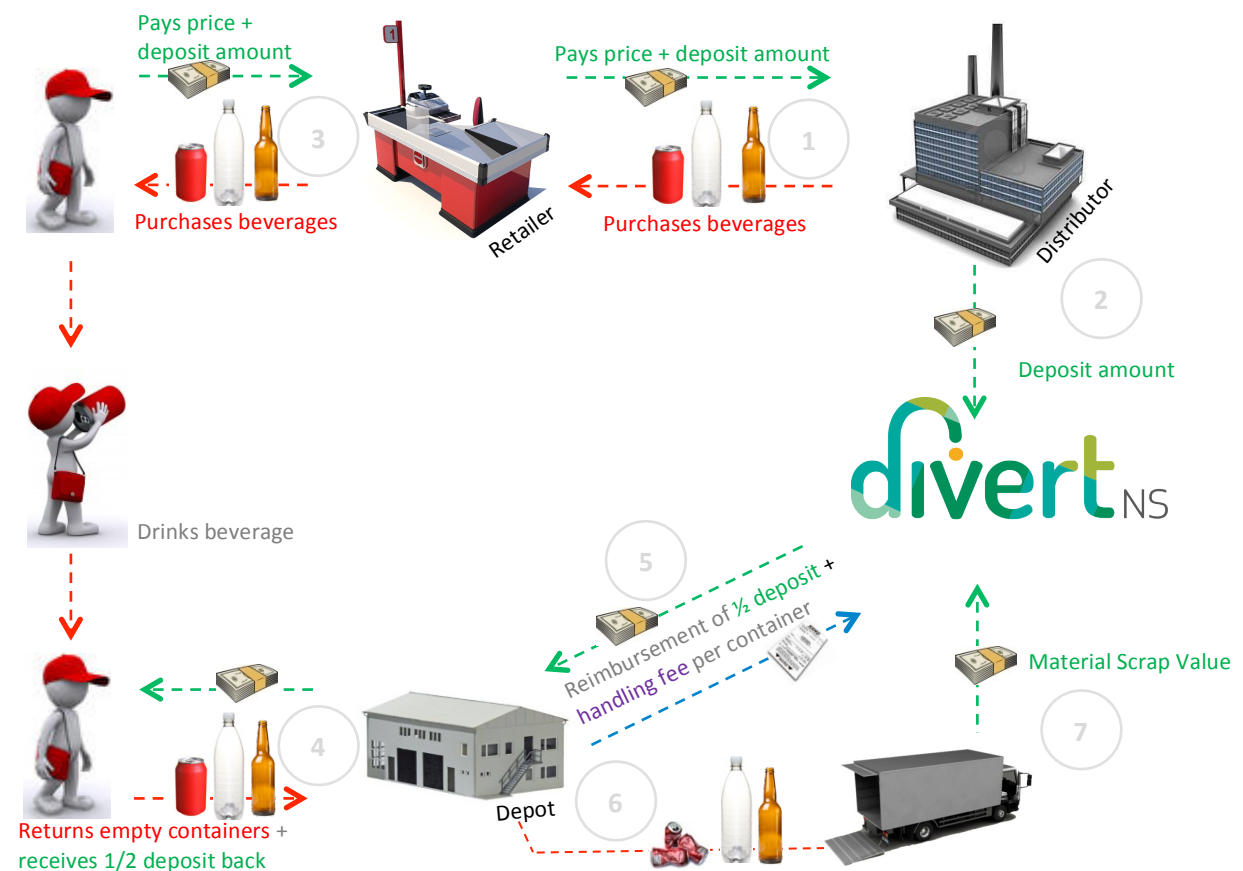 Pays price +
deposit amount
1
3
Purchases beverages
Retailer
Pays price + deposit amount
1
Purchases beverages
Distributor
2
Deposit amount
divert NS
Drinks beverage
5
Reimbursement of ½ deposit +
handling fee per container
Material Scrap Value
7
4
Returns empty containers +
receives 1/2 deposit back
Depot
6